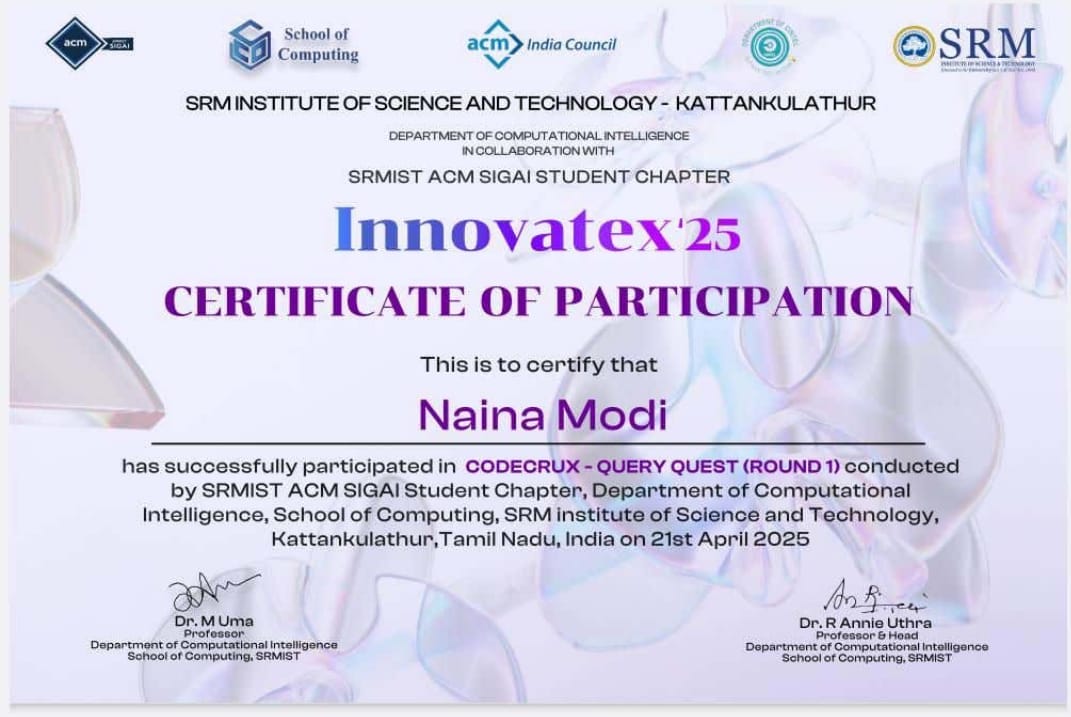 acm SIGAI
School of
Computing
acm India Council
SRM
INSTITUTE OF SCIENCE & TECHNOLOGY
SRM INSTITUTE OF SCIENCE AND TECHNOLOGY - KATTANKULATHUR
DEPARTMENT OF COMPUTATIONAL INTELLIGENCE
IN COLLABORATION WITH
SRMIST ACM SIGAI STUDENT CHAPTER
Innovatex'25
CERTIFICATE OF PARTICIPATION
This is to certify that
Naina Modi
has successfully participated in CODECRUX - QUERY QUEST (ROUND 1) conducted
by SRMIST ACM SIGAI Student Chapter, Department of Computational
Intelligence, School of Computing, SRM institute of Science and Technology,
Kattankulathur,Tamil Nadu, India on 21st April 2025
Dr. M Uma
Professor
Department of Computational Intelligence
School of Computing, SRMIST
Dr. R Annie Uthra
Professor & Head
Department of Computational Intelligence
School of Computing, SRMIST